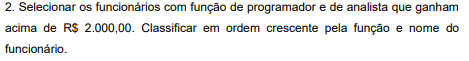 2. Selecionar os funcionários com função de programador e de analista que ganham
acima de R$ 2.000,00. Classificar em ordem crescente pela função e nome do
funcionário.